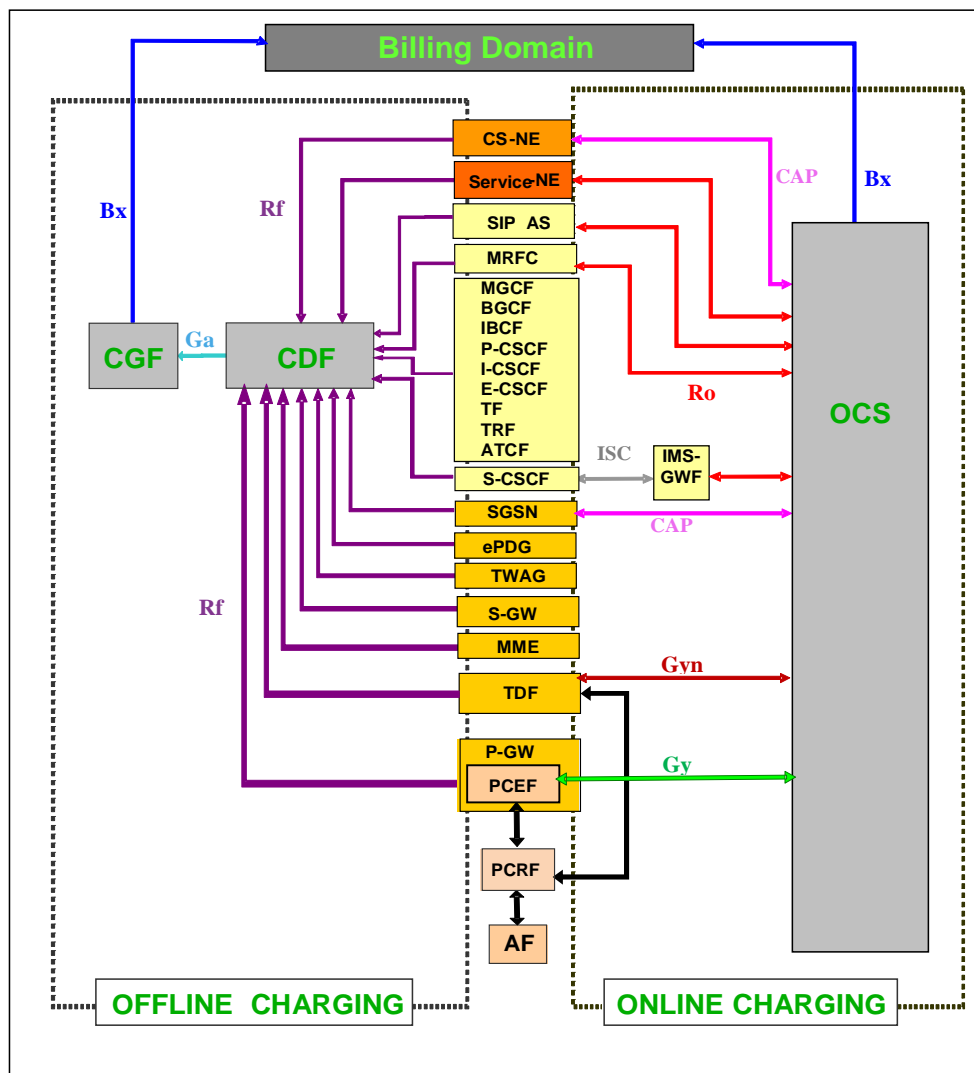 Billing Domain
CS-NE
CAP
Bx
Service-NE
Bx
Rf
SIP AS
MRFC
MGCF
BGCF
IBCF
P-CSCF
I-CSCF
E-CSCF
TF
TRF
ATCF
CGF
Ga
CDF
Ro
OCS
ISC
IMS-
GWF
S-CSCF
SGSN
CAP
ePDG
TWAG
Rf
S-GW
MME
Gyn
TDF
P-GW
PCEF
Gy
PCRF
AF
OFFLINE CHARGING
ONLINE CHARGING